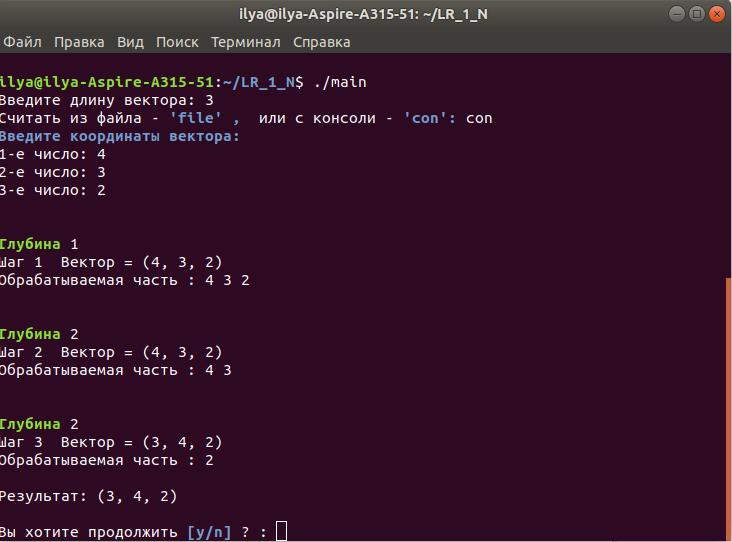 ilya@ilya-Aspire-A315-51: ~/LR_1_N
Файл Правка Вид Поиск Терминал Справка
ilya@ilya-Aspire-A315-51:~/LR_1_N$ ./main
Введите длину вектора: 3
Считать из файла - 'file' ,  или с консоли - 'con': con
Введите координаты вектора:
1-е число: 4
2-е число: 3
3-е число: 2
Глубина 1
Шаг 1  Вектор = (4, 3, 2)
Обрабатываемая часть : 4 3 2
Глубина 2
Шаг 2  Вектор = (4, 3, 2)
Обрабатываемая часть : 4 3
Глубина 2
Шаг 3  Вектор = (3, 4, 2)
Обрабатываемая часть : 2
Результат: (3, 4, 2)
Вы хотите продолжить [y/n] ? :